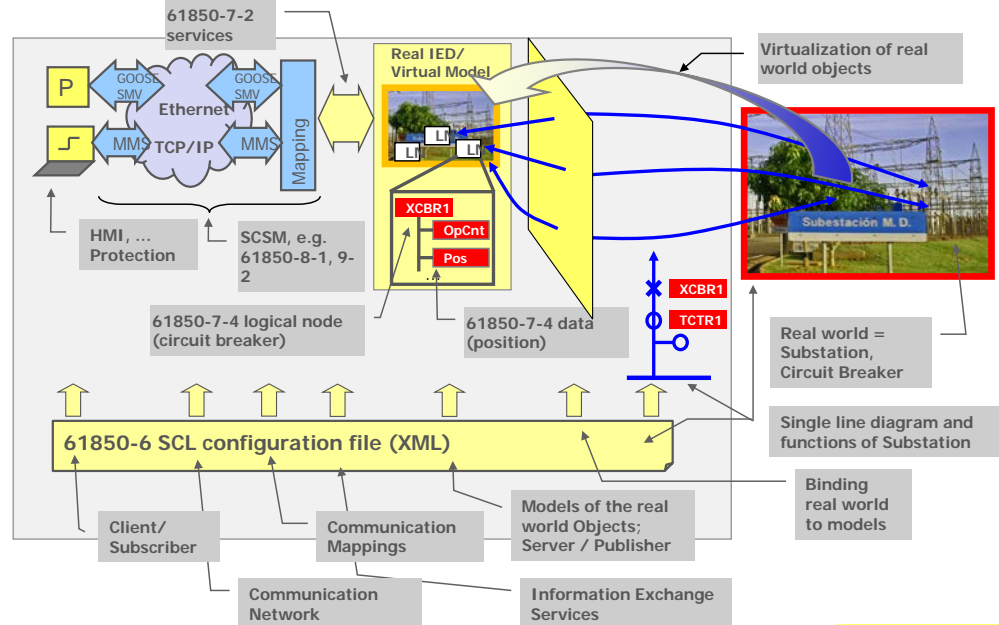 61850-7-2
services
Real IED/
Virtual Model
Virtualization of real
world objects
P
GOOSE
SMV
Ethernet
GOOSE
SMV
MMS
TCP/IP
MMS
Mapping
LN
LN
LN
Subestación M. D.
HMI, ...
Protection
SCSM, e.g.
61850-8-1, 9-
2
XCBR1
OpCnt
Pos
...
XCBR1
TCTR1
61850-7-4 logical node
(circuit breaker)
61850-7-4 data
(position)
Real world =
Substation,
Circuit Breaker
Single line diagram and
functions of Substation
61850-6 SCL configuration file (XML)
Binding
real world
to models
Client/
Subscriber
Communication
Mappings
Models of the real
world Objects;
Server / Publisher
Communication
Network
Information Exchange
Services